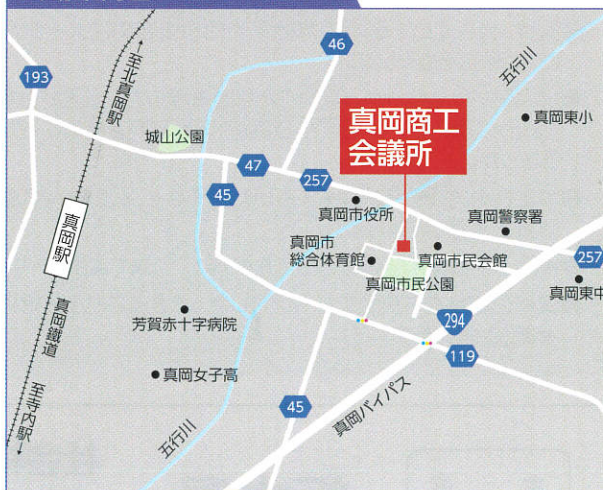 46
193
至北真岡駅
五行川
真岡商工
会議所
真岡東小
城山公園
47
257
45
真岡市役所
真岡警察署
真岡駅
真岡市
総合体育館
真岡市民会館
257
真岡市民公園
真岡東中
294
芳賀赤十字病院
真岡鐵道
119
真岡女子高
45
真岡バイパス
至寺内駅
五行川